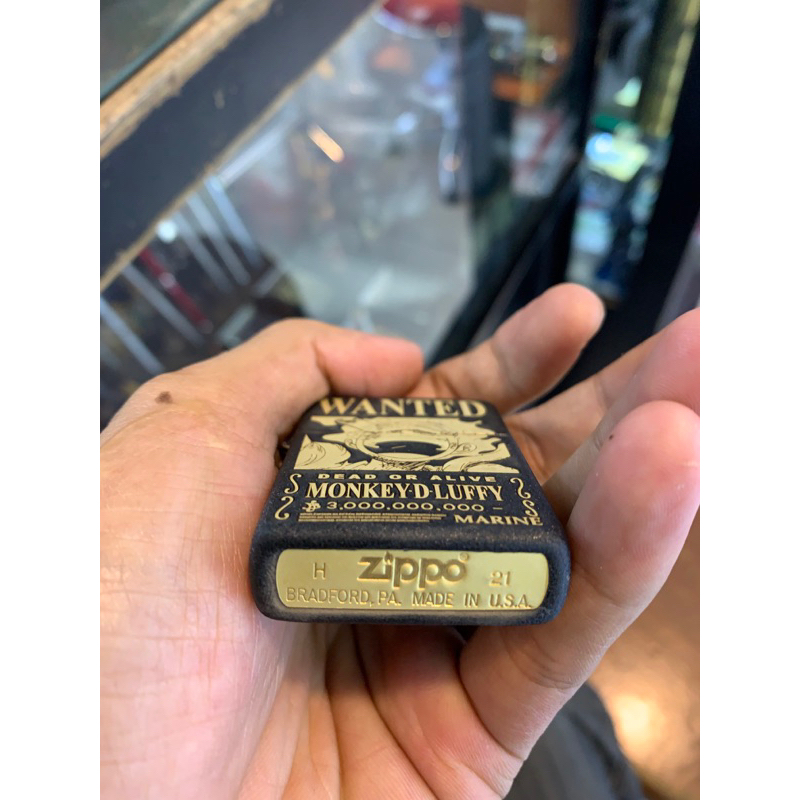 WANTED
DEAD OR ALIVE
MONKEY·D·LUFFY
3,000,000,000 –
MARINE
H zippo® 21
BRADFORD, PA. MADE IN U.S.A.